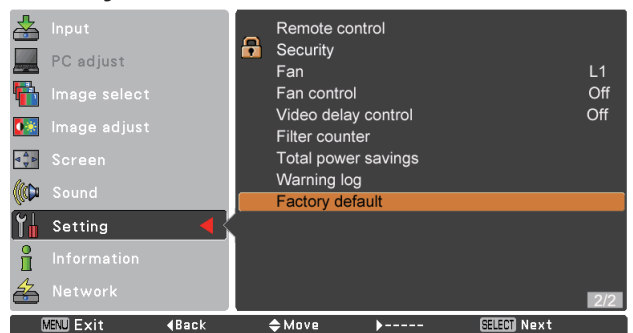 Input
PC adjust
Image select
Image adjust
Screen
Sound
Setting
Information
Network
Remote control
Security
Fan L1
Fan control Off
Video delay control Off
Filter counter
Total power savings
Warning log
Factory default
2/2
MENU Exit ◀Back Move ▶----- SELECT Next